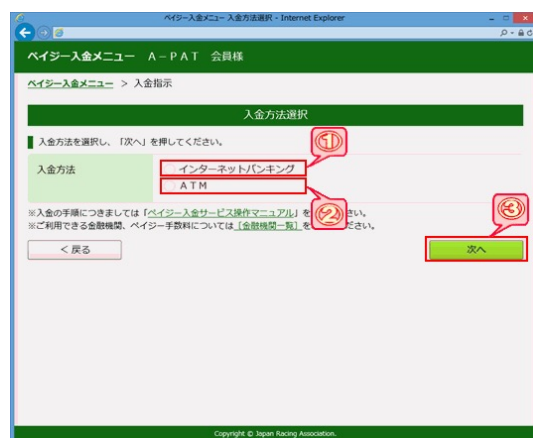 ペイジー入金メニュー 入金方法選択 - Internet Explorer
ペイジー入金メニュー A-PAT 会員様
ペイジー入金メニュー > 入金指示
入金方法選択
入金方法を選択し、「次へ」を押してください。
①
入金方法
インターネットバンキング
ATM
②
③
※入金の手順につきましては「ペイジー入金サービス操作マニュアル」を さい。
※ご利用できる金融機関、ペイジー手数料については[金融機関一覧]を ください。
< 戻る
次へ
Copyright © Japan Racing Association.